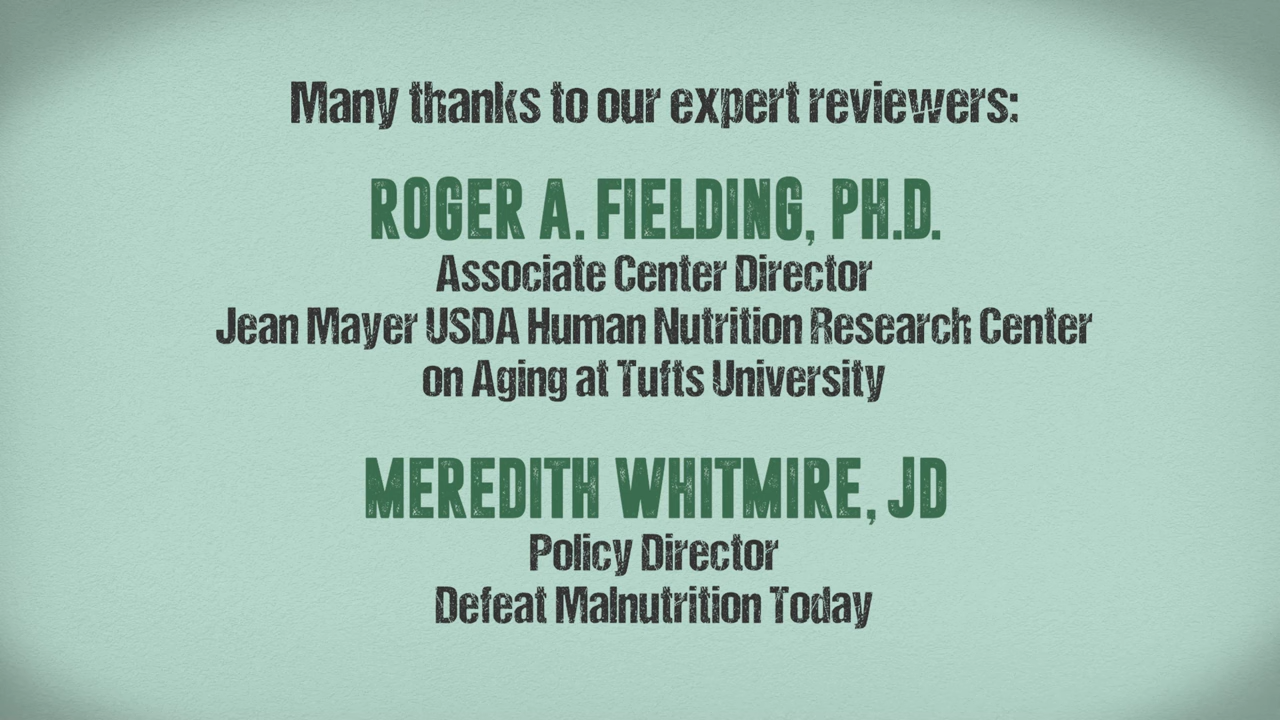 Many thanks to our expert reviewers:
ROGER A. FIELDING, PH.D.
Associate Center Director
Jean Mayer USDA Human Nutrition Research Center
on Aging at Tufts University
MEREDITH WHITMIRE, JD
Policy Director
Defeat Malnutrition Today